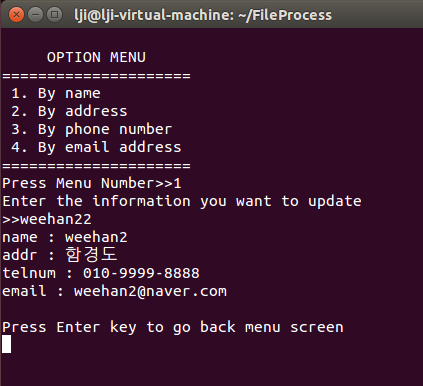 lji@lji-virtual-machine: ~/FileProcess
OPTION MENU
=====================
1. By name
2. By address
3. By phone number
4. By email address
=====================
Press Menu Number>>1
Enter the information you want to update
>>weehan22
name : weehan2
addr : 함경도
telnum : 010-9999-8888
email : weehan2@naver.com
Press Enter key to go back menu screen